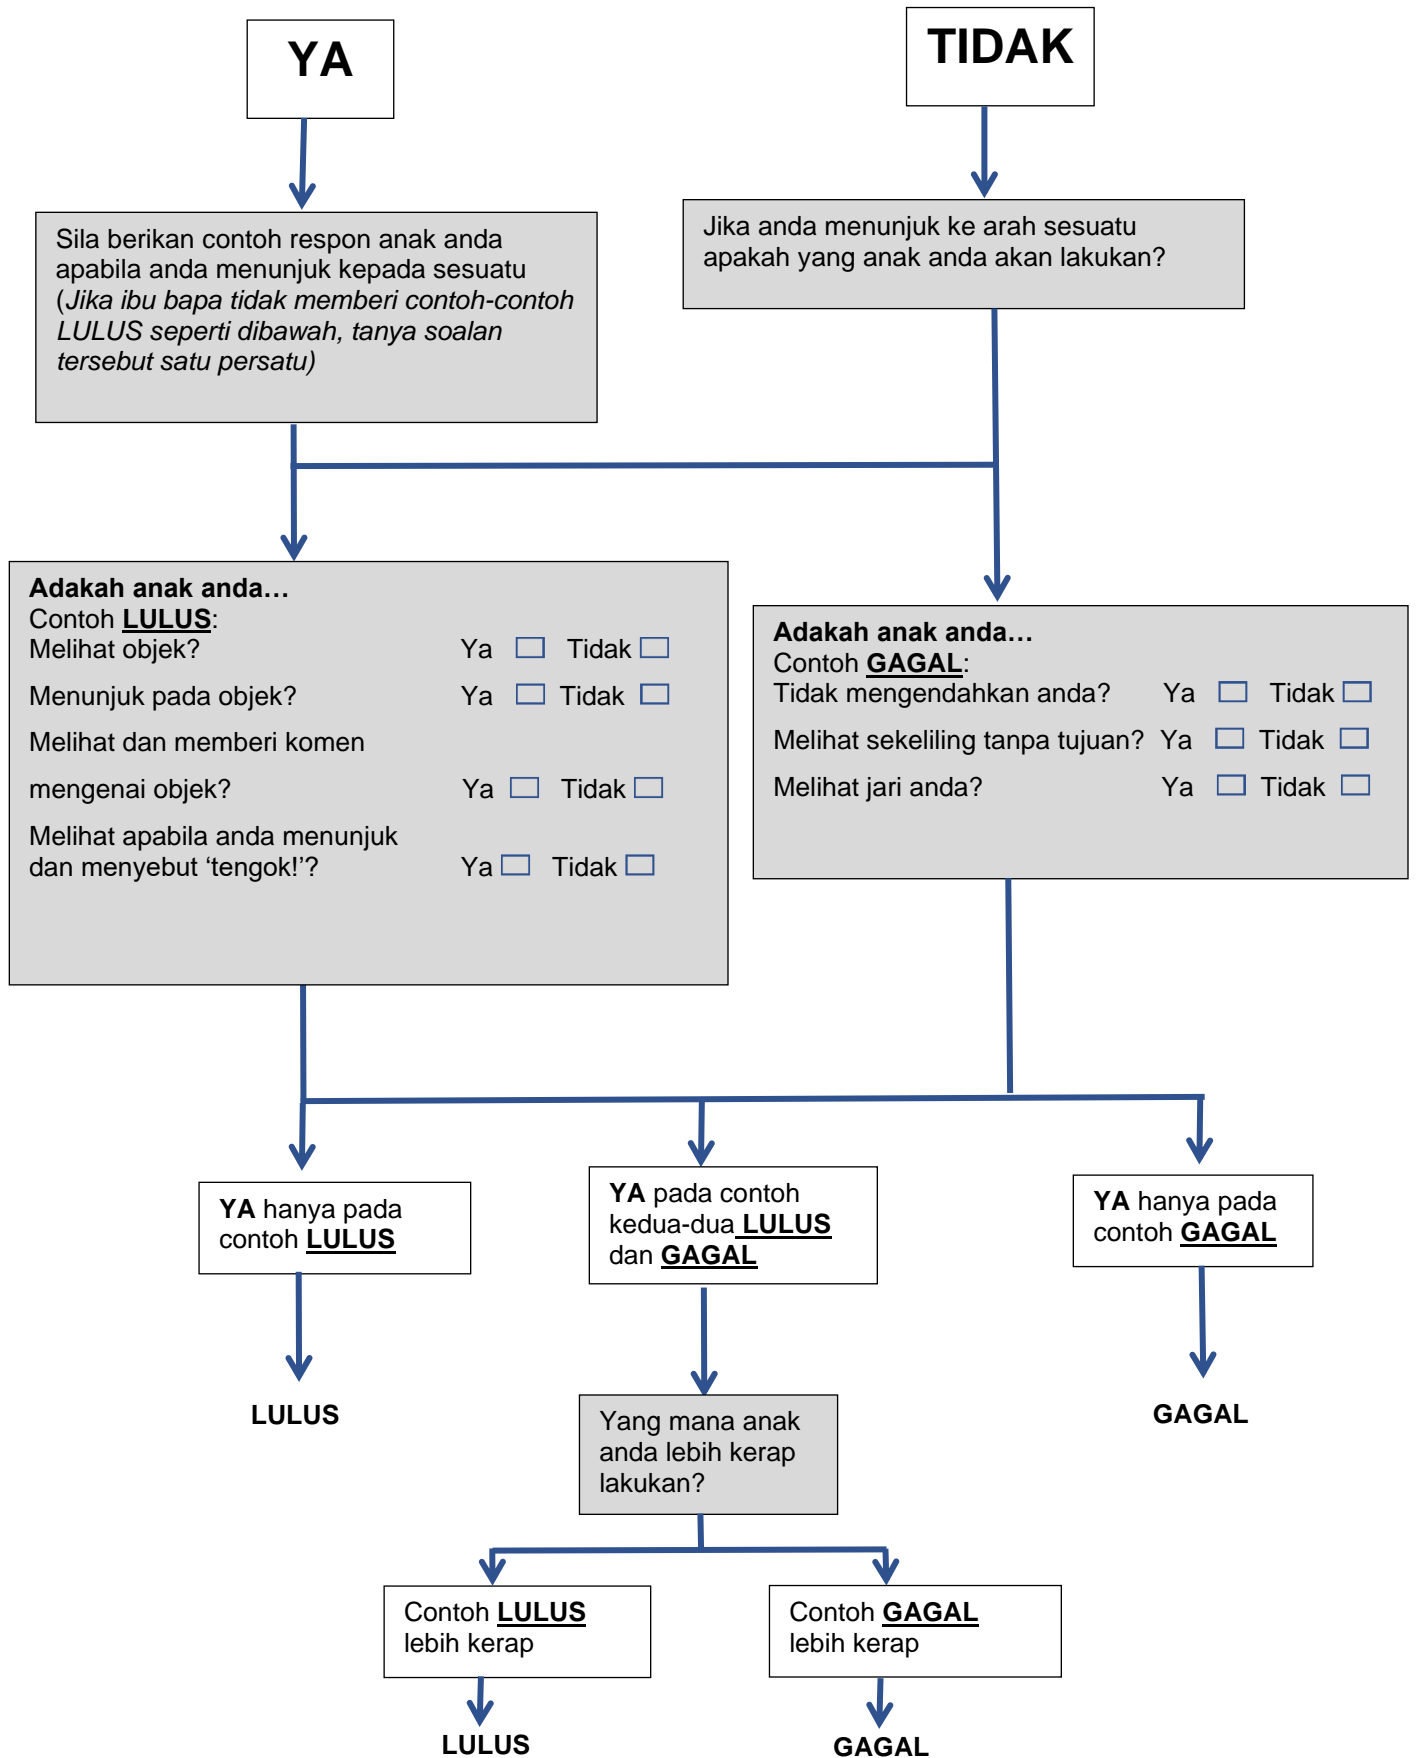 YA
TIDAK
Sila berikan contoh respon anak anda
apabila anda menunjuk kepada sesuatu
(Jika ibu bapa tidak memberi contoh-contoh
LULUS seperti dibawah, tanya soalan
tersebut satu persatu)
Jika anda menunjuk ke arah sesuatu
apakah yang anak anda akan lakukan?
Adakah anak anda…
Contoh LULUS:
Melihat objek? Ya Tidak
Menunjuk pada objek? Ya Tidak
Melihat dan memberi komen
mengenai objek? Ya Tidak
Melihat apabila anda menunjuk
dan menyebut ‘tengok!’? Ya Tidak
Adakah anak anda…
Contoh GAGAL:
Tidak mengendahkan anda? Ya Tidak
Melihat sekeliling tanpa tujuan? Ya Tidak
Melihat jari anda? Ya Tidak
YA hanya pada
contoh LULUS
YA pada contoh
kedua-dua LULUS
dan GAGAL
YA hanya pada
contoh GAGAL
LULUS
GAGAL
Yang mana anak
anda lebih kerap
lakukan?
Contoh LULUS
lebih kerap
Contoh GAGAL
lebih kerap
LULUS
GAGAL